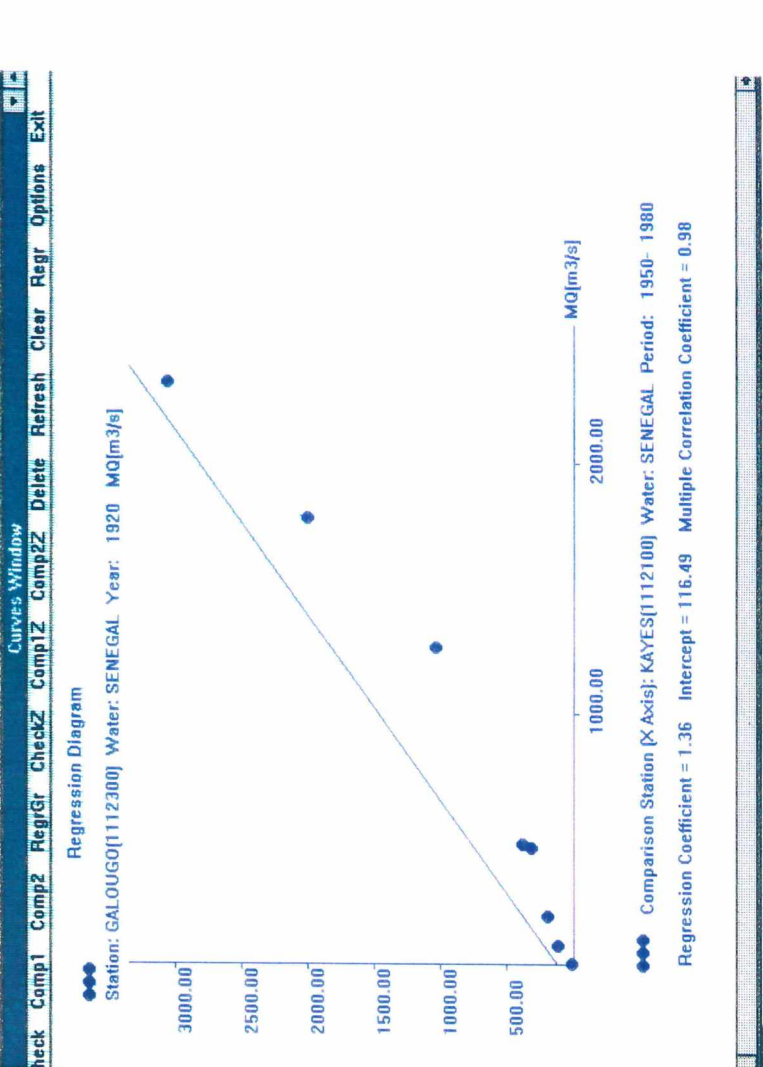 Curves Window
heck Comp1 Comp2 RegrGr CheckZ Comp1Z Comp2Z Delete Refresh Clear Regr Options Exit
Regression Diagram
Station: GALOUGO[1112300] Water: SENEGAL Year: 1920 MQ[m3/s]
3000.00
2500.00
2000.00
1500.00
1000.00
500.00
1000.00
2000.00
MQ[m3/s]
Comparison Station [X Axis]: KAYES[1112100] Water: SENEGAL Period: 1950- 1980
Regression Coefficient = 1.36 Intercept = 116.49 Multiple Correlation Coefficient = 0.98